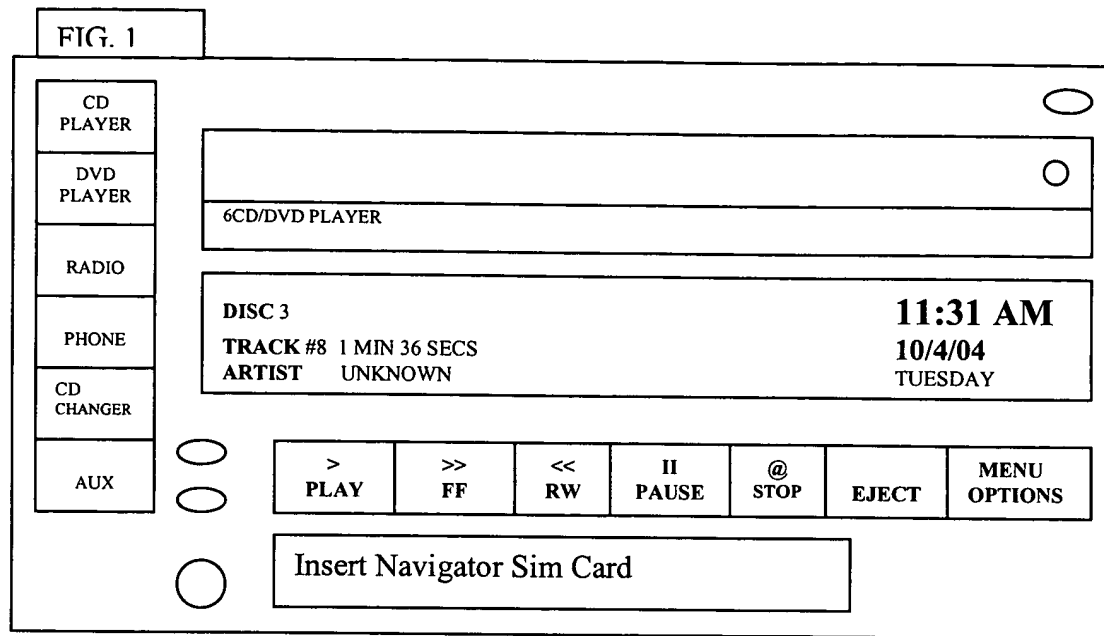 FIG. 1
CD
PLAYER
DVD
PLAYER
RADIO
PHONE
CD
CHANGER
AUX
6CD/DVD PLAYER
DISC 3
TRACK #8 1 MIN 36 SECS
ARTIST UNKNOWN
11:31 AM
10/4/04
TUESDAY
>
PLAY
>>
FF
<<
RW
II
PAUSE
@
STOP
EJECT
MENU
OPTIONS
Insert Navigator Sim Card